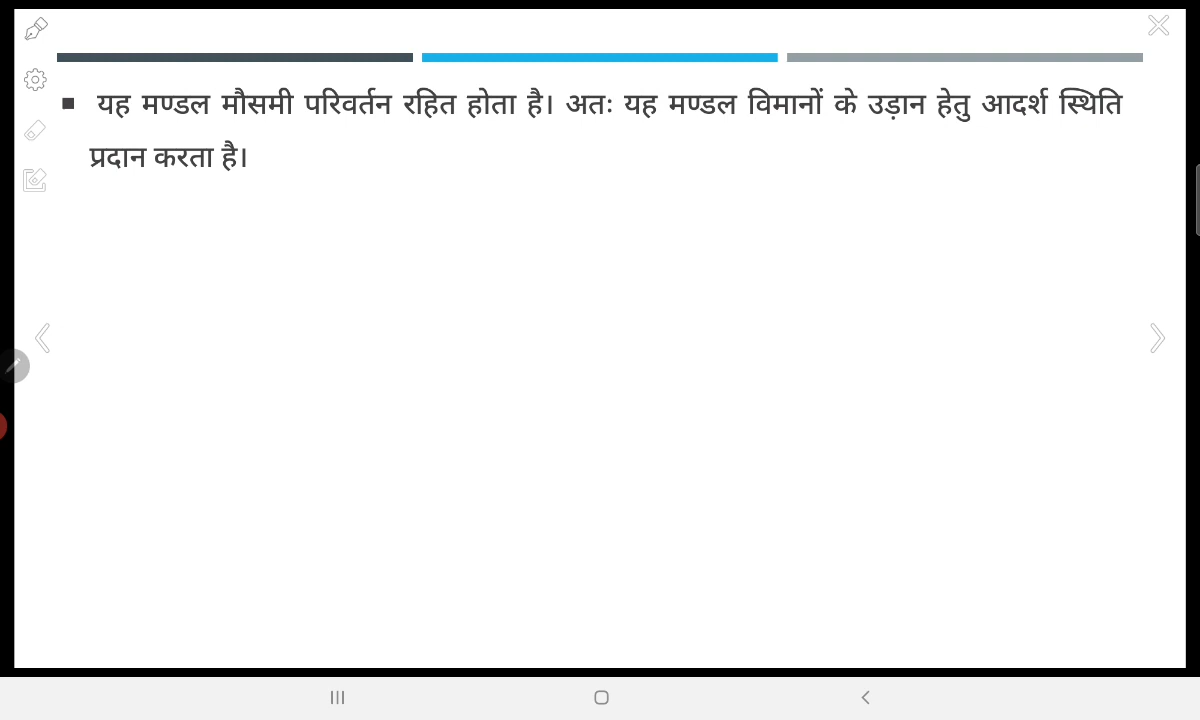 ▪ यह मण्डल मौसमी परिवर्तन रहित होता है। अतः यह मण्डल विमानों के उड़ान हेतु आदर्श स्थिति
प्रदान करता है।